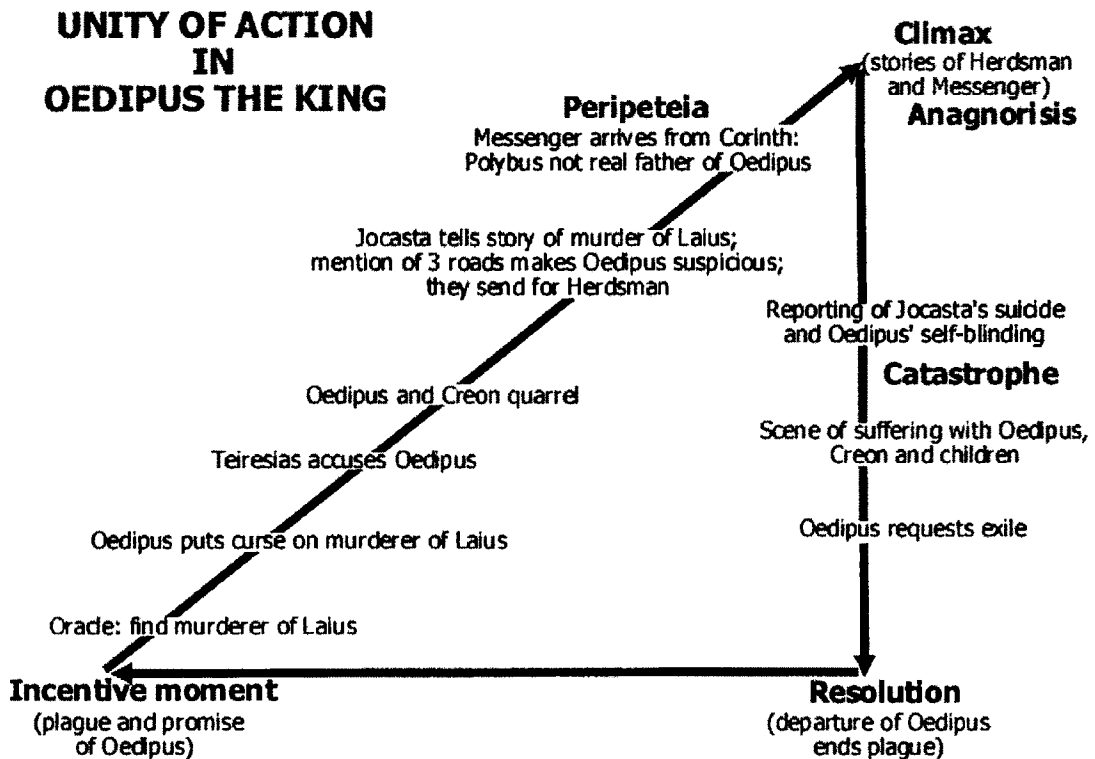 UNITY OF ACTION
IN
OEDIPUS THE KING
Climax
(stories of Herdsman
and Messenger)
Anagnorisis
Peripeteia
Messenger arrives from Corinth:
Polybus not real father of Oedipus
Jocasta tells story of murder of Laius;
mention of 3 roads makes Oedipus suspicious;
they send for Herdsman
Oedipus and Creon quarrel
Teiresias accuses Oedipus
Oedipus puts curse on murderer of Laius
Oracle: find murderer of Laius
Incentive moment
(plague and promise
of Oedipus)
Reporting of Jocasta's suicide
and Oedipus' self-blinding
Catastrophe
Scene of suffering with Oedipus,
Creon and children
Oedipus requests exile
Resolution
(departure of Oedipus
ends plague)